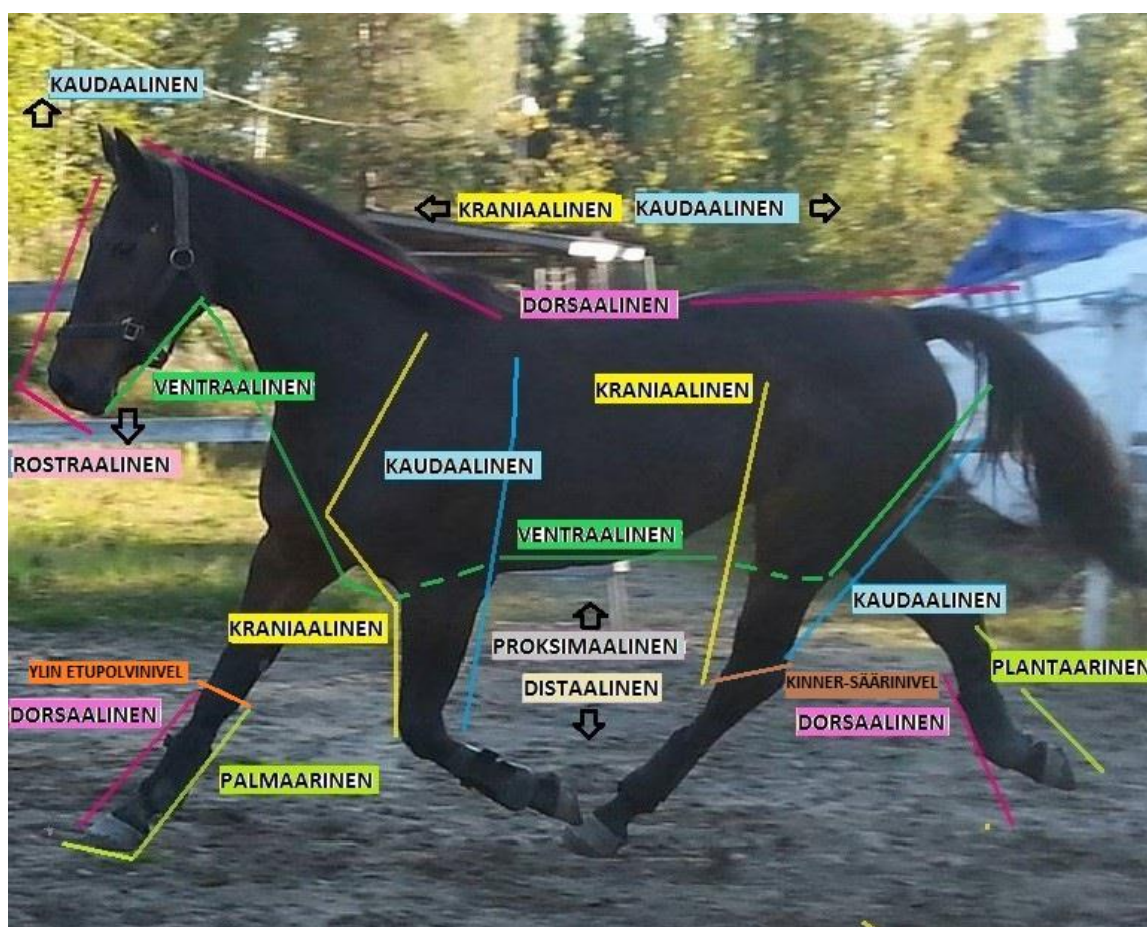 KAUDAALINEN
KRANIAALINEN
KAUDAALINEN
DORSAALINEN
VENTRAALINEN
KRANIAALINEN
ROSTRAALINEN
KAUDAALINEN
VENTRAALINEN
KAUDAALINEN
KRANIAALINEN
PROKSIMAALINEN
YLIN ETUPOLVINIVEL
PLANTAARINEN
DISTAALINEN
KINNER-SÄÄRINIVEL
DORSAALINEN
DORSAALINEN
PALMAARINEN